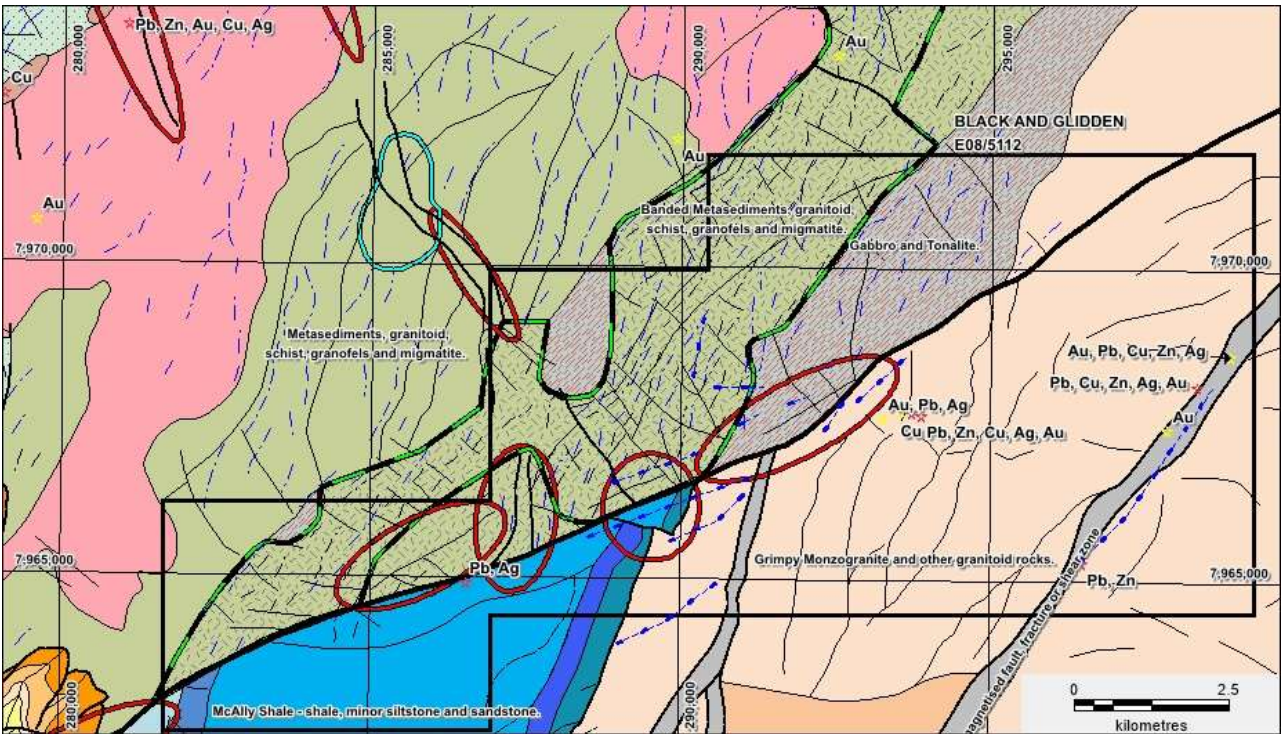 Pb, Zn, Au, Cu, Ag
280,000
285,000
290,000
295,000
Au
Cu
BLACK AND GLIDDEN
E08/5112
Au
Au
Banded Metasediments, granitoid,
schist, granofels and migmatite.
Gabbro and Tonalite.
7,970,000
7,970,000
Metasediments, granitoid,
schist, granofels and migmatite.
Au, Pb, Cu, Zn, Ag
Pb, Cu, Zn, Ag, Au
Au, Pb, Ag
Au
Cu Pb, Zn, Cu, Ag, Au
7,965,000
Grimpy Monzogranite and other granitoid rocks.
Pb, Ag
Pb, Zn
7,965,000
agnetised fault, fracture or shear zone
280,000
290,000
McAlly Shale - shale, minor siltstone and sandstone.
0 2.5
kilometres